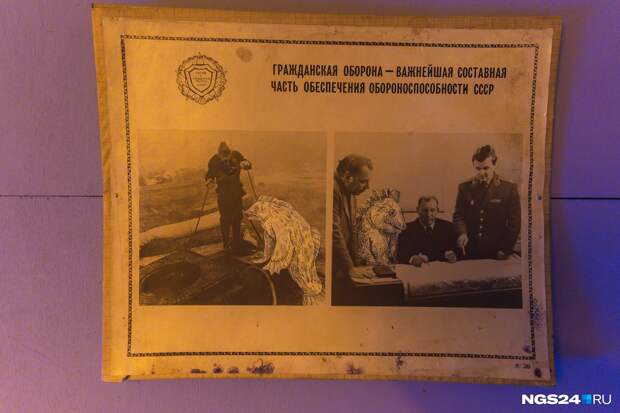 ГРАЖДАНСКАЯ ОБОРОНА — ВАЖНЕЙШАЯ СОСТАВНАЯ
ЧАСТЬ ОБЕСПЕЧЕНИЯ ОБОРОНОСПОСОБНОСТИ СССР
NGS24.RU